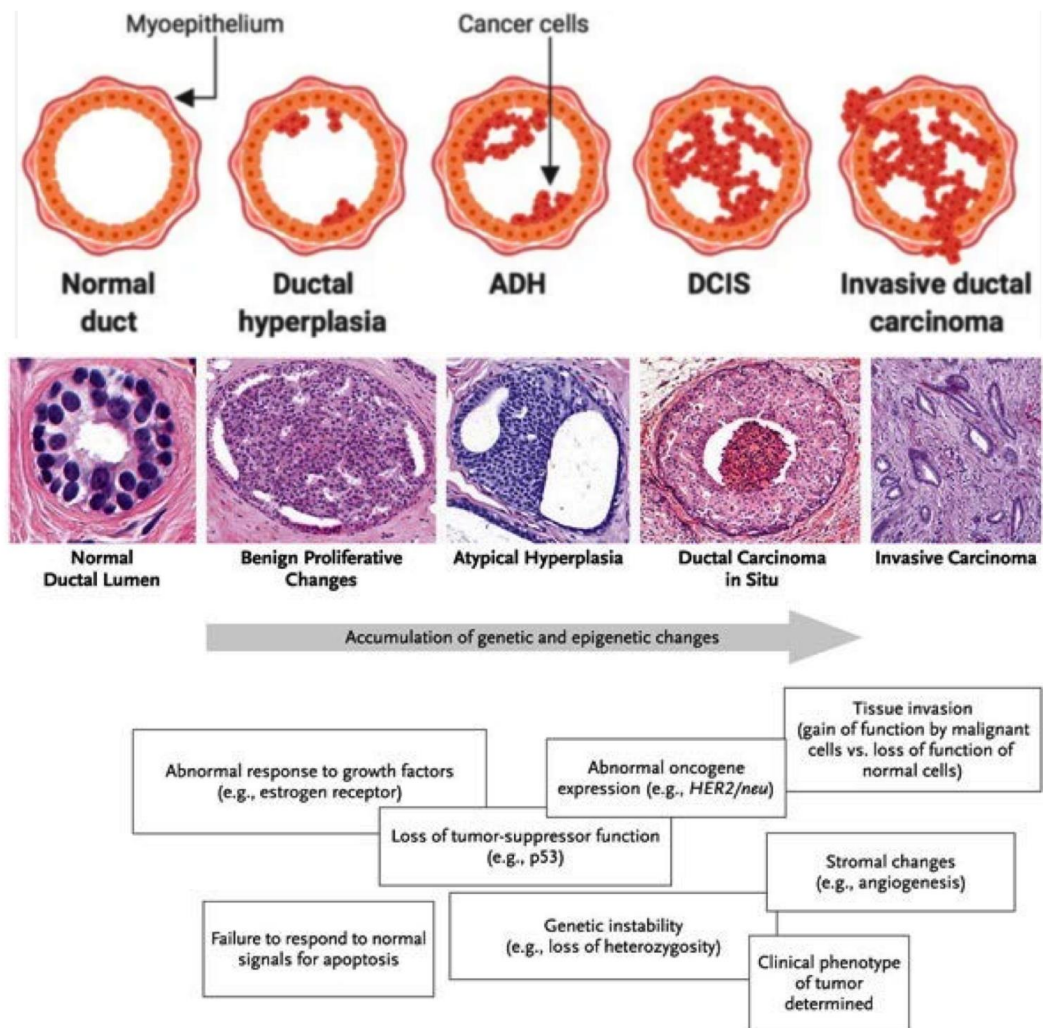 Myoepithelium
Cancer cells
Normal
duct
Ductal
hyperplasia
ADH
DCIS
Invasive ductal
carcinoma
Normal
Ductal Lumen
Benign Proliferative
Changes
Atypical Hyperplasia
Ductal Carcinoma
in Situ
Invasive Carcinoma
Accumulation of genetic and epigenetic changes
Tissue invasion
(gain of function by malignant
cells vs. loss of function of
normal cells)
Abnormal response to growth factors
(e.g., estrogen receptor)
Abnormal oncogene
expression (e.g., HER2/neu)
Loss of tumor-suppressor function
(e.g., p53)
Stromal changes
(e.g., angiogenesis)
Failure to respond to normal
signals for apoptosis
Genetic instability
(e.g., loss of heterozygosity)
Clinical phenotype
of tumor
determined